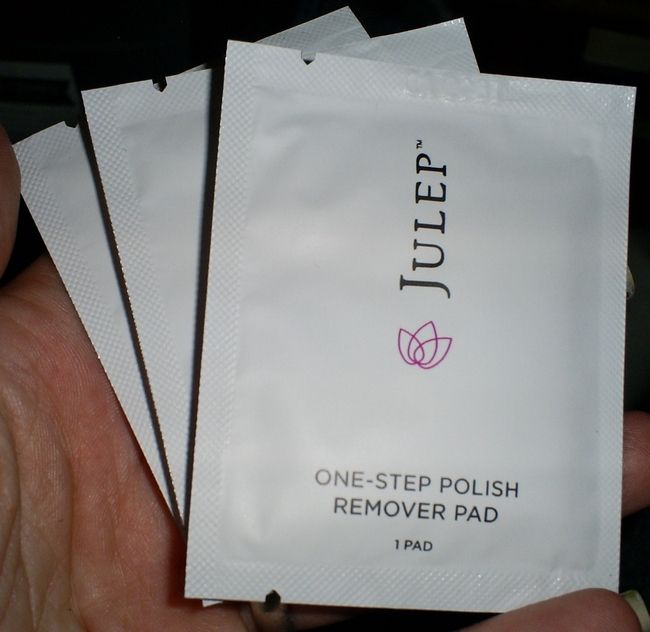 JULEP™
ONE-STEP POLISH
REMOVER PAD
1 PAD